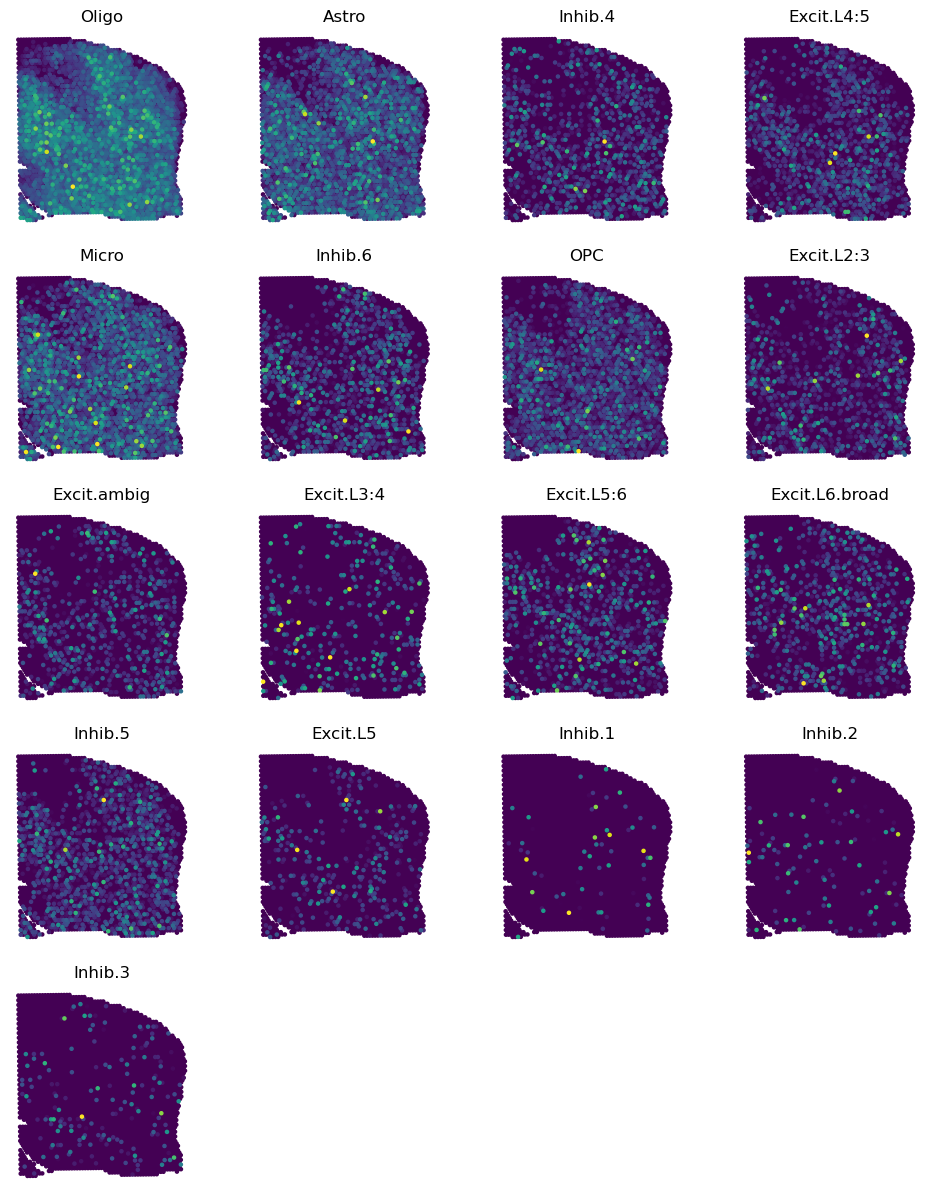 Oligo
Astro
Inhib.4
Excit.L4:5
Micro
Inhib.6
OPC
Excit.L2:3
Excit.ambig
Excit.L3:4
Excit.L5:6
Excit.L6.broad
Inhib.5
Excit.L5
Inhib.1
Inhib.2
Inhib.3